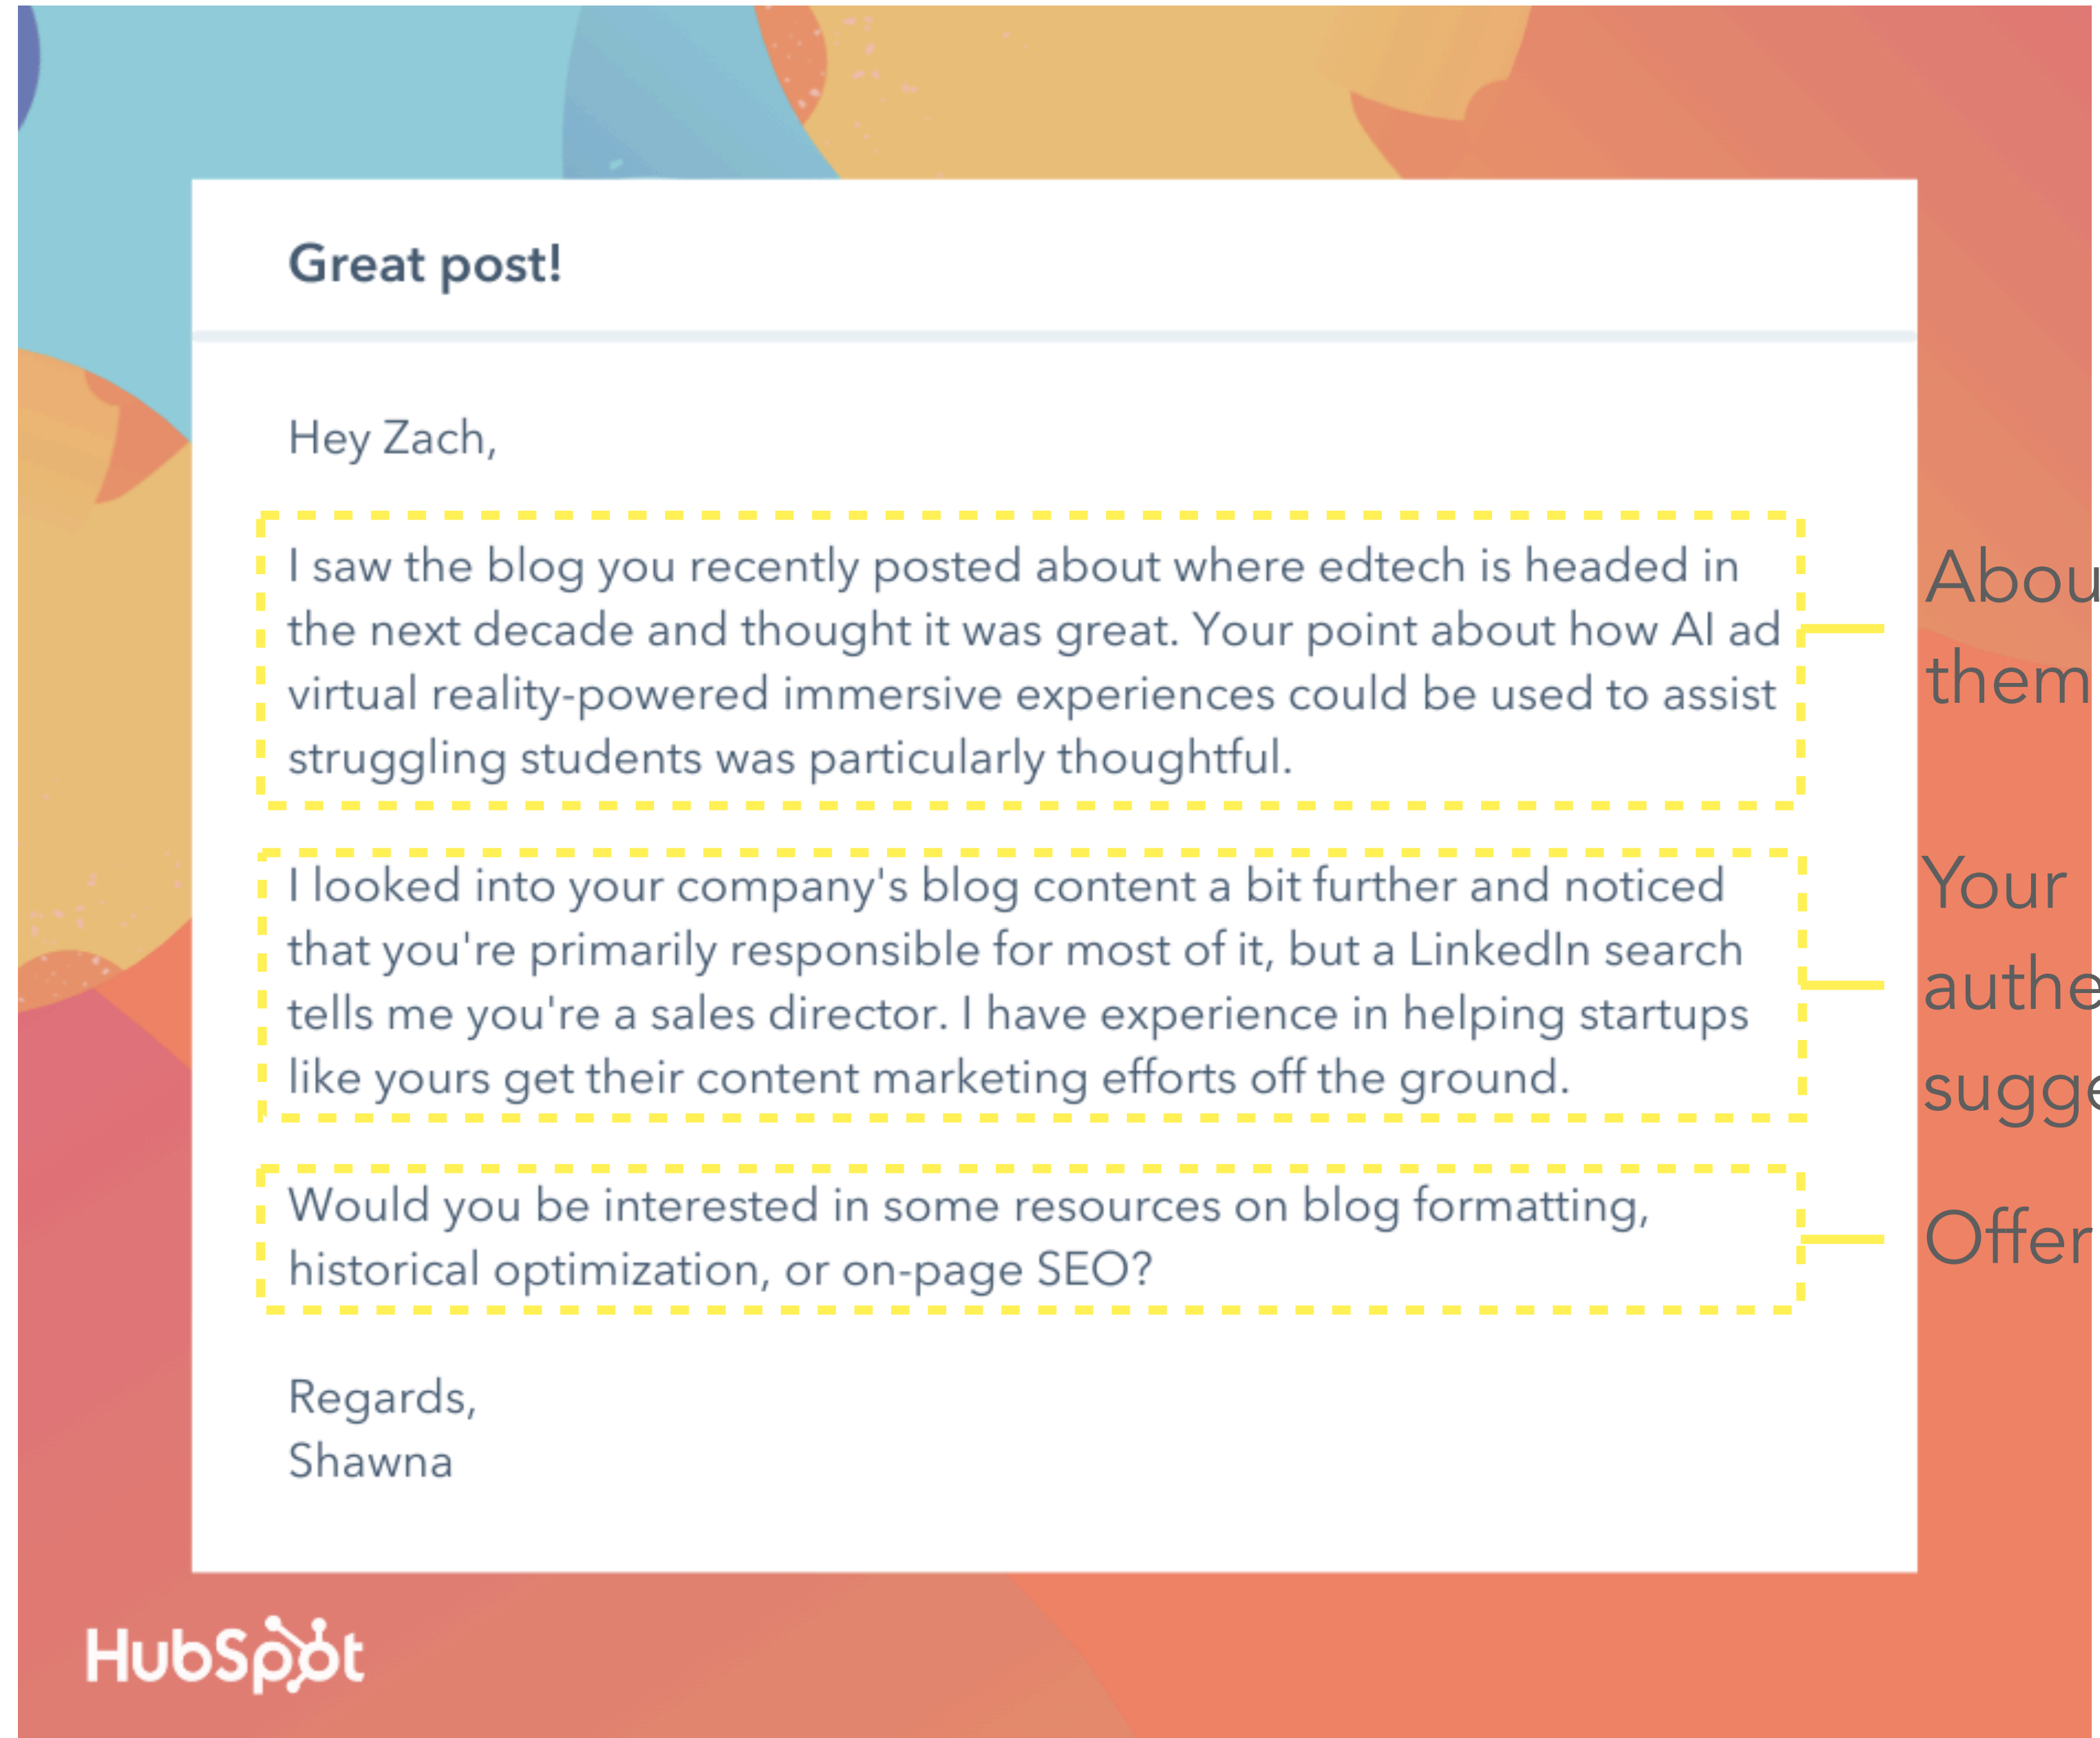 Great post!
Hey Zach,
I saw the blog you recently posted about where edtech is headed in
the next decade and thought it was great. Your point about how AI ad
virtual reality-powered immersive experiences could be used to assist
struggling students was particularly thoughtful.
them
I looked into your company's blog content a bit further and noticed
that you're primarily responsible for most of it, but a LinkedIn search
tells me you're a sales director. I have experience in helping startups
like yours get their content marketing efforts off the ground.
Your
Would you be interested in some resources on blog formatting,
historical optimization, or on-page SEO?
Offer
Regards,
Shawna
HubSpot